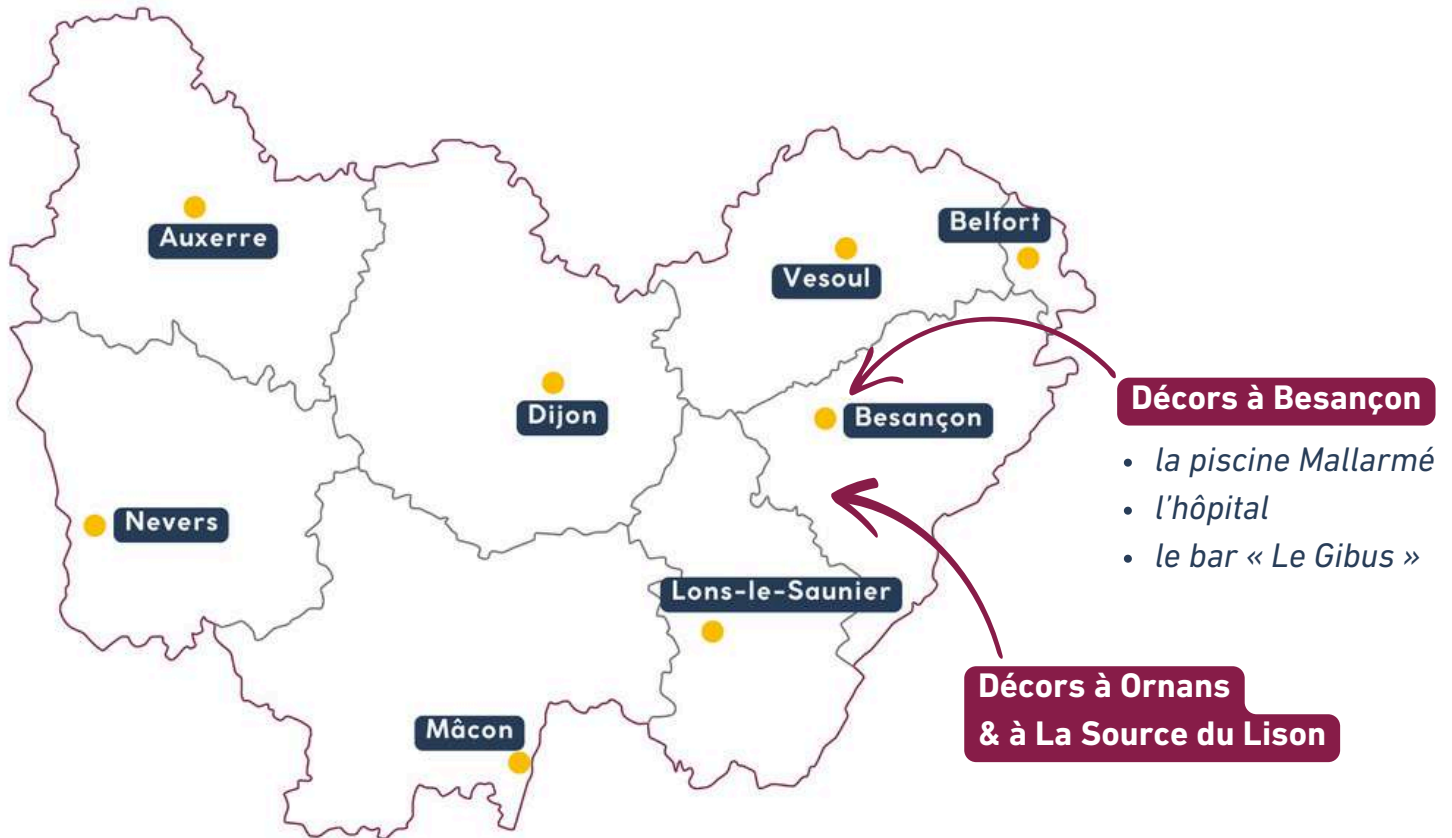 Auxerre
Belfort
Vesoul
Dijon
Besançon
Décors à Besançon
• la piscine Mallarmé
• l’hôpital
• le bar « Le Gibus »
Nevers
Lons-le-Saunier
Décors à Ornans
& à La Source du Lison
Mâcon